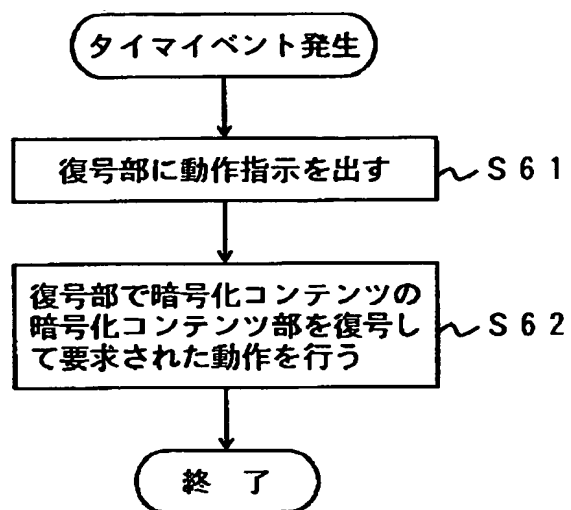 タイマイベント発生
復号部に動作指示を出す
S61
復号部で暗号化コンテンツの
暗号化コンテンツ部を復号し
て要求された動作を行う
S62
終 了